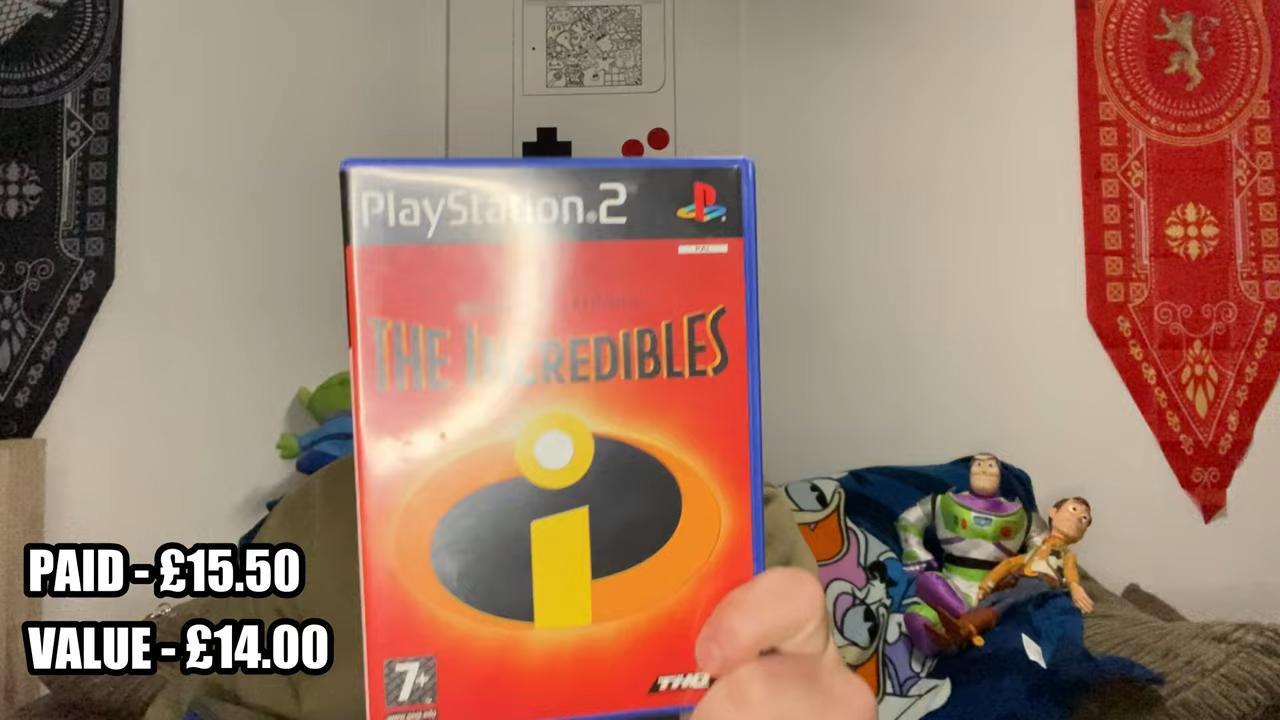 PlayStation.2
PAL
THE INCREDIBLES
7+
THQ
PAID - £15.50
VALUE - £14.00